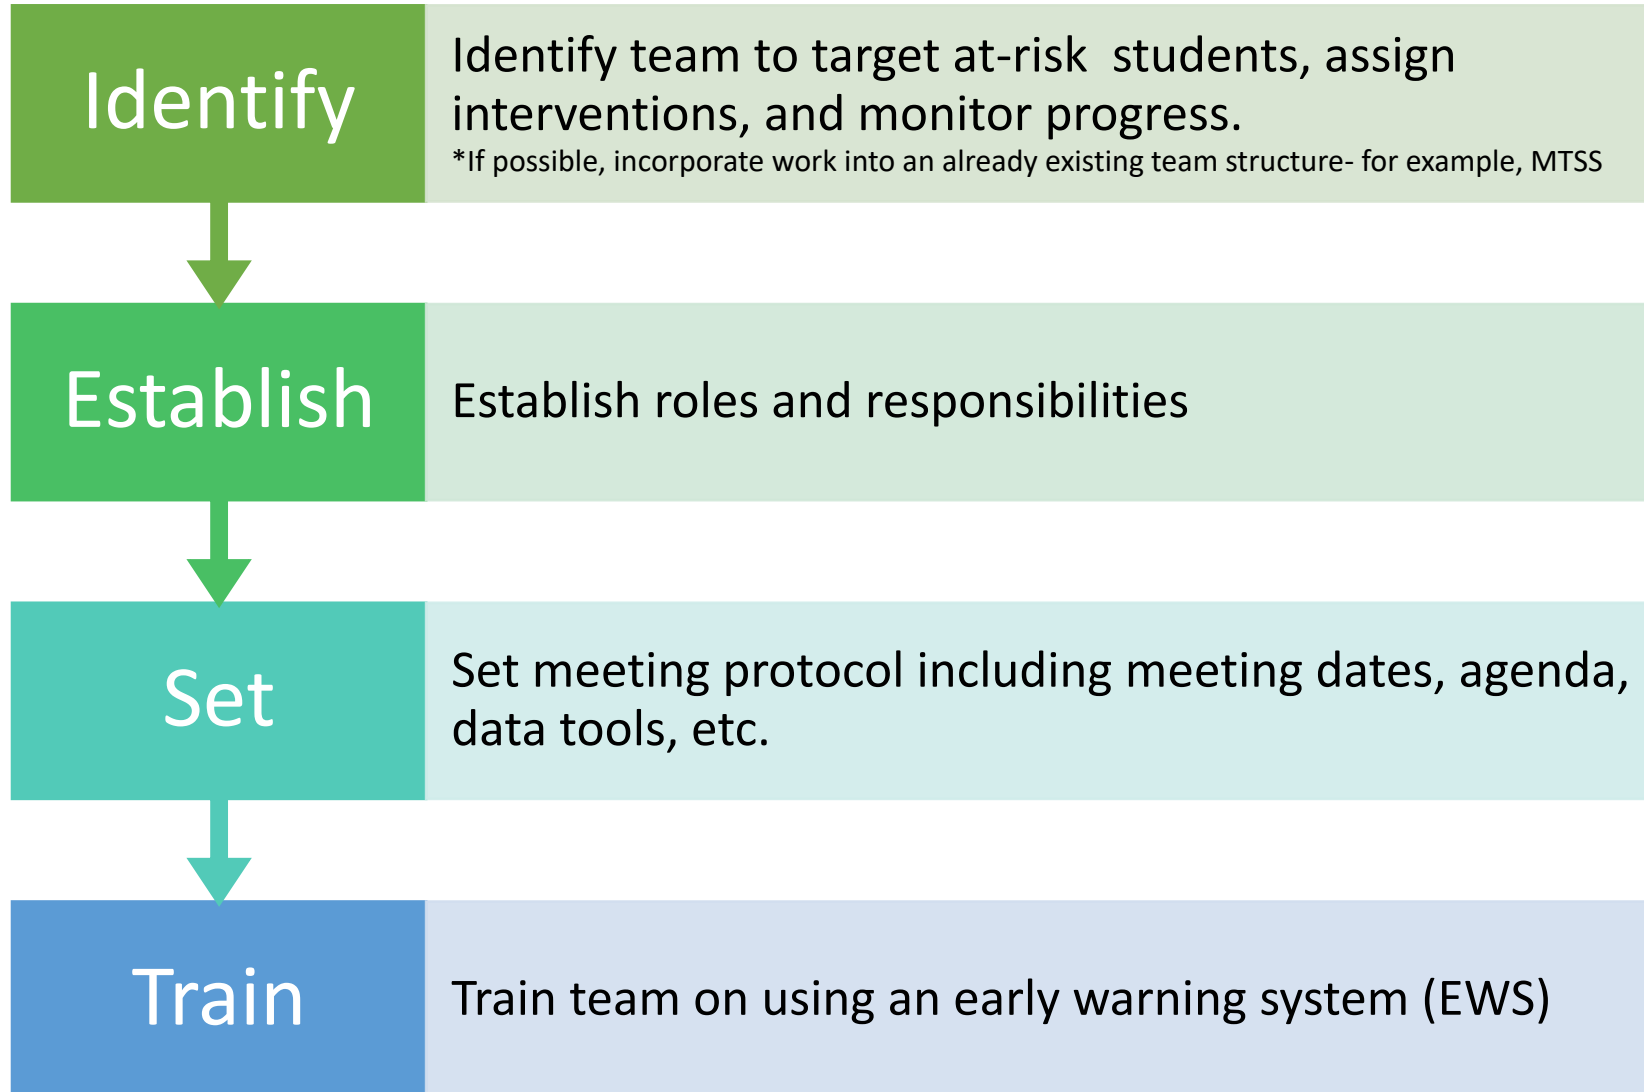 Identify
Identify team to target at-risk  students, assign
interventions, and monitor progress.
*If possible, incorporate work into an already existing team structure- for example, MTSS
Establish
Establish roles and responsibilities
Set
Set meeting protocol including meeting dates, agenda,
data tools, etc.
Train
Train team on using an early warning system (EWS)